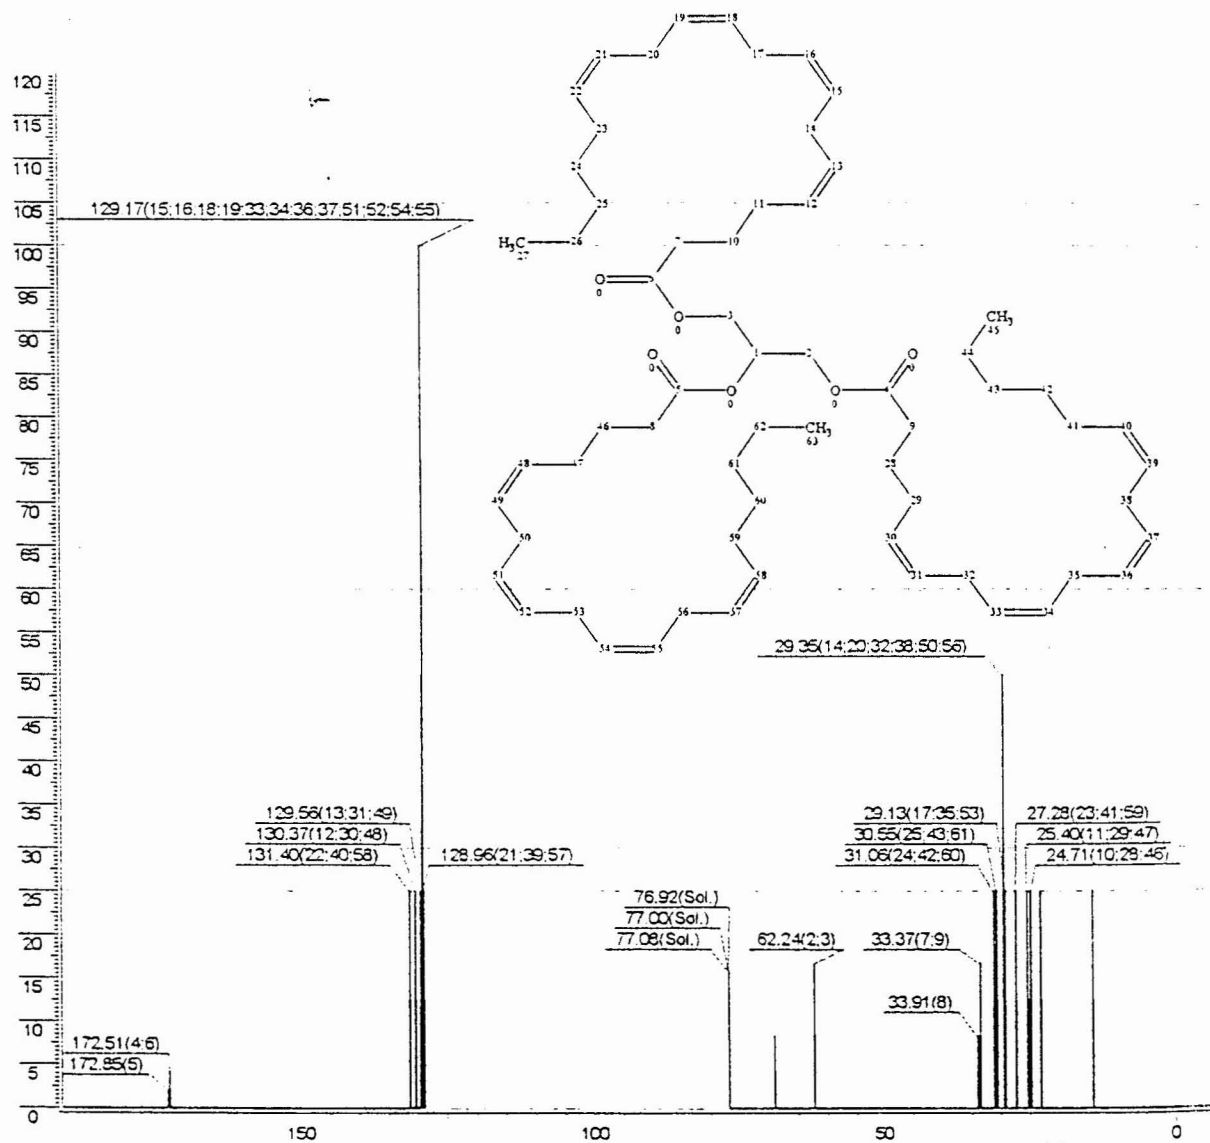 19 18
21 20 17 16
22 15
23 14
24 13
25 11 12
H₃C 27 26 7 10
O 0
O 0 3
CH₃ 45
O 0 1 2 O 0 44
5 O 0 O 0 4 43 42
46 8 62 CH₃ 63 9 41 40
48 47 61 28 39
49 60 29 38
50 59 30 37
51 58 31 32 35 36
52 53 56 57 33 34
54 55
120
115
110
105
100
95
90
85
80
75
70
65
60
55
50
45
40
35
30
25
20
15
10
5
0
129.17(15;16.18;19;33,34;36;37,51;52;54;55)
29.35(14;20;32;38;50;56)
129.56(13;31;49)
130.37(12;30;48)
131.40(22;40;58)
128.96(21;39;57)
29.13(17;35;53)
30.55(25;43;61)
31.06(24;42;60)
27.28(23;41;59)
25.40(11;29;47)
24.71(10;28;46)
76.92(Sol.)
77.00(Sol.)
77.08(Sol.)
62.24(2;3)
33.37(7;9)
33.91(8)
172.51(4;6)
172.85(5)
150 100 50 0